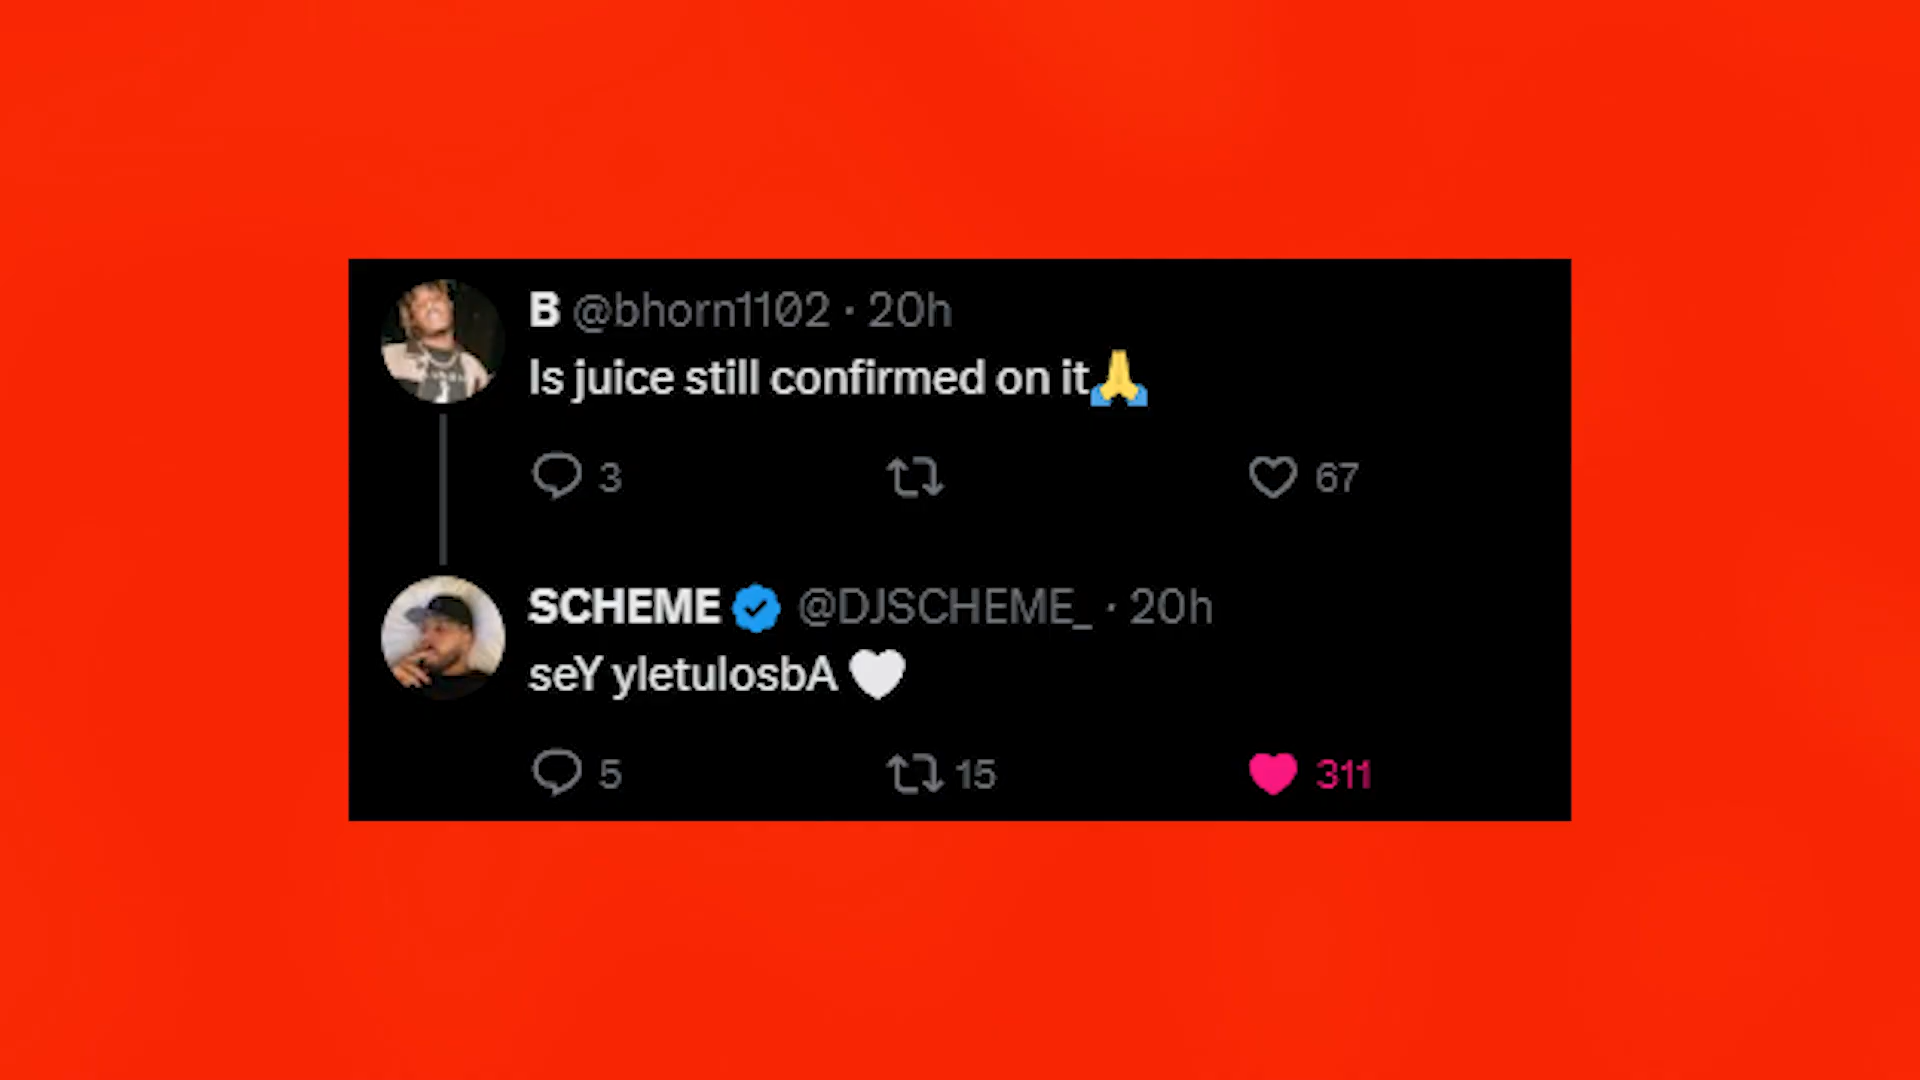 B @bhorn1102 · 20h
Is juice still confirmed on it🙏
3 67
SCHEME @DJSCHEME_ · 20h
seY yletulosbA 🤍
5 15 311